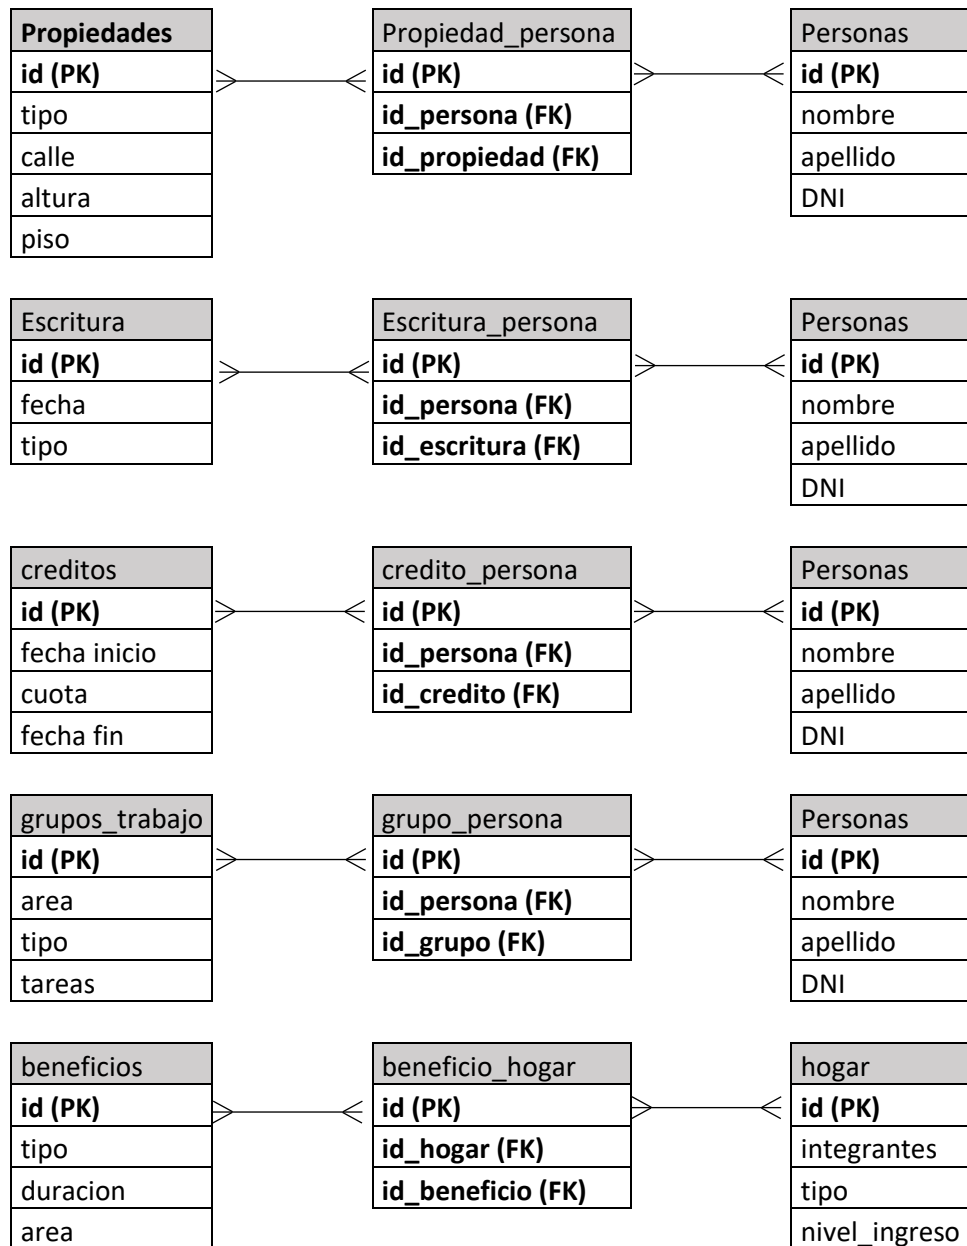 Propiedades
id (PK)
tipo
calle
altura
piso
Propiedad_persona
id (PK)
id_persona (FK)
id_propiedad (FK)
Personas
id (PK)
nombre
apellido
DNI
Escritura
id (PK)
fecha
tipo
Escritura_persona
id (PK)
id_persona (FK)
id_escritura (FK)
Personas
id (PK)
nombre
apellido
DNI
creditos
id (PK)
fecha inicio
cuota
fecha fin
credito_persona
id (PK)
id_persona (FK)
id_credito (FK)
Personas
id (PK)
nombre
apellido
DNI
grupos_trabajo
id (PK)
area
tipo
tareas
grupo_persona
id (PK)
id_persona (FK)
id_grupo (FK)
Personas
id (PK)
nombre
apellido
DNI
beneficios
id (PK)
tipo
duracion
area
beneficio_hogar
id (PK)
id_hogar (FK)
id_beneficio (FK)
hogar
id (PK)
integrantes
tipo
nivel_ingreso